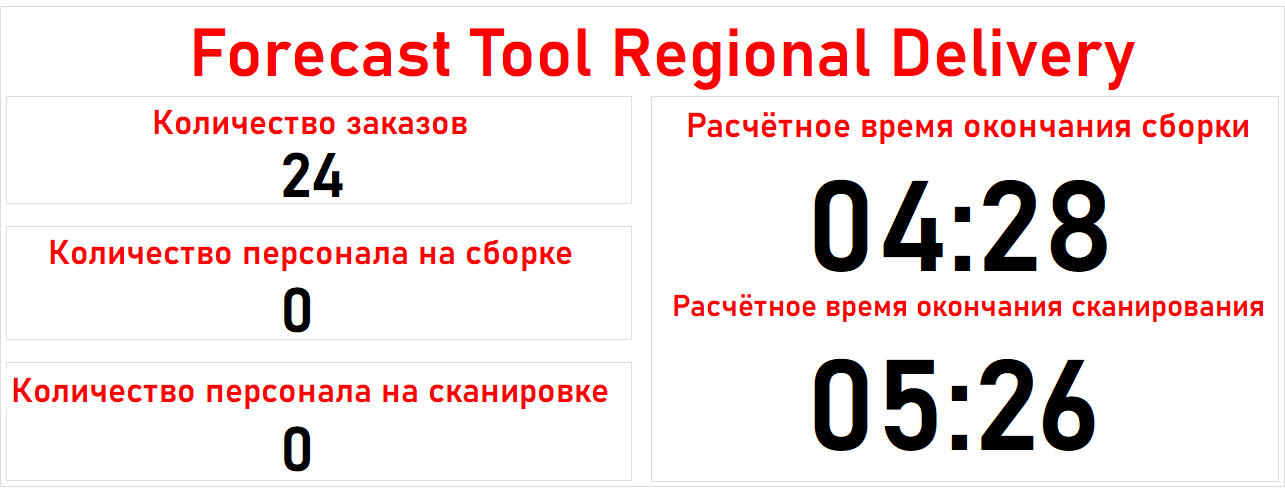 Forecast Tool Regional Delivery
Количество заказов
24
Количество персонала на сборке
0
Количество персонала на сканировке
0
Расчётное время окончания сборки
04:28
Расчётное время окончания сканирования
05:26